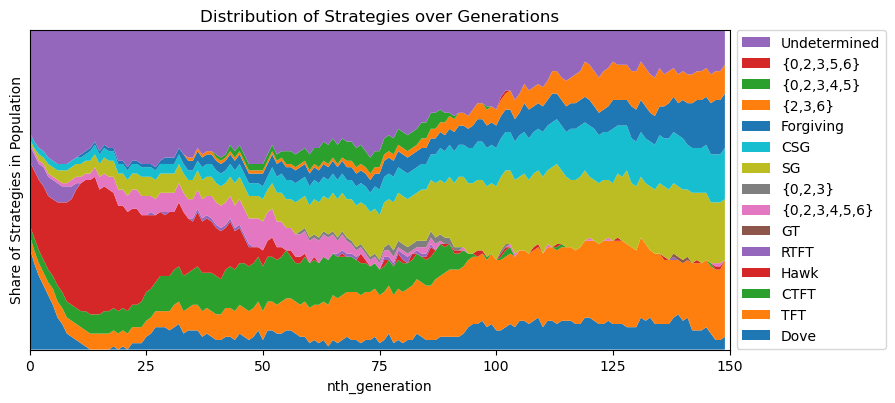 Distribution of Strategies over Generations
Share of Strategies in Population
0
25
50
75
100
125
150
nth_generation
Undetermined
{0,2,3,5,6}
{0,2,3,4,5}
{2,3,6}
Forgiving
CSG
SG
{0,2,3}
{0,2,3,4,5,6}
GT
RTFT
Hawk
CTFT
TFT
Dove